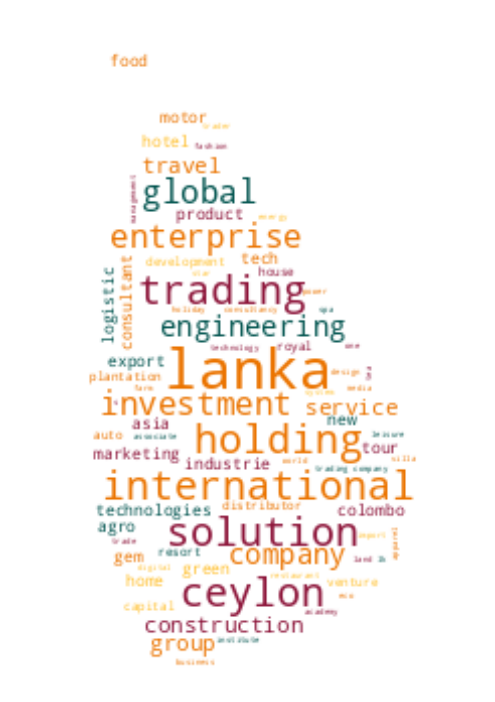 food
motor
trader
hotel
fashion
travel
management
global
product
energy
enterprise
consultant
development
tech
star
house
logistic
trading
power
holiday
consultancy
spa
engineering
technology
royal
one
export
lanka
plantation
design
farm
media
investment
system
service
new
asia
auto
associate
holding
leisure
marketing
tour
industrie
world
villa
trading company
international
technologies
distributor
colombo
agro
solution
import
apparel
trade
gem
resort
company
land
lk
digital
green
restaurant
home
venture
ceylon
eco
capital
academy
construction
group
institute
business